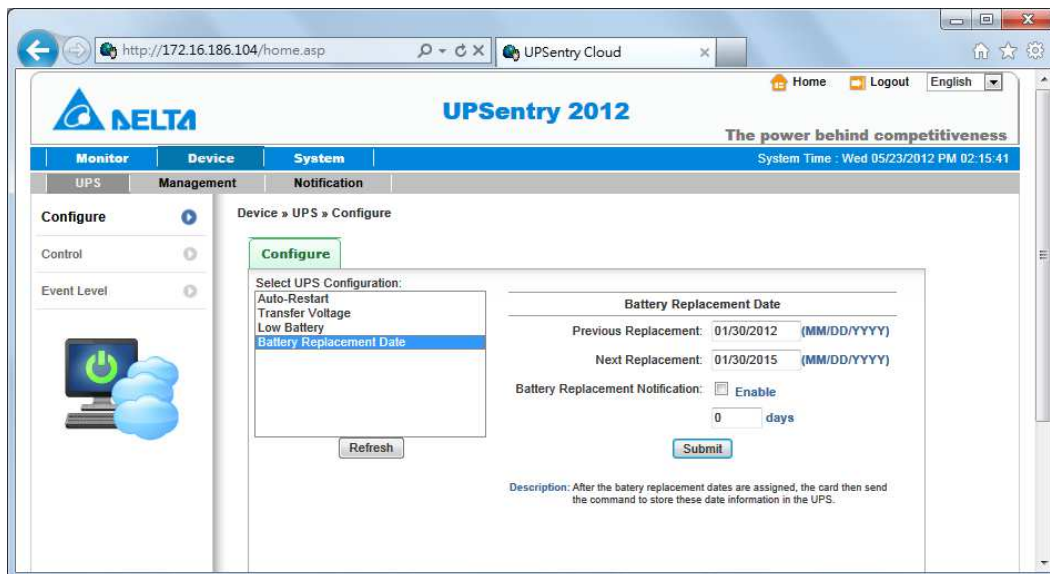 http://172.16.186.104/home.asp
UPSentry Cloud
Home
Logout
English
DELTA
UPSentry 2012
The power behind competitiveness
Monitor
Device
System
System Time : Wed 05/23/2012 PM 02:15:41
UPS
Management
Notification
Configure
Control
Event Level
Device » UPS » Configure
Configure
Select UPS Configuration:
Auto-Restart
Transfer Voltage
Low Battery
Battery Replacement Date
Refresh
Battery Replacement Date
Previous Replacement: 01/30/2012 (MM/DD/YYYY)
Next Replacement: 01/30/2015 (MM/DD/YYYY)
Battery Replacement Notification: Enable
0 days
Submit
Description: After the batery replacement dates are assigned, the card then send
the command to store these date information in the UPS.